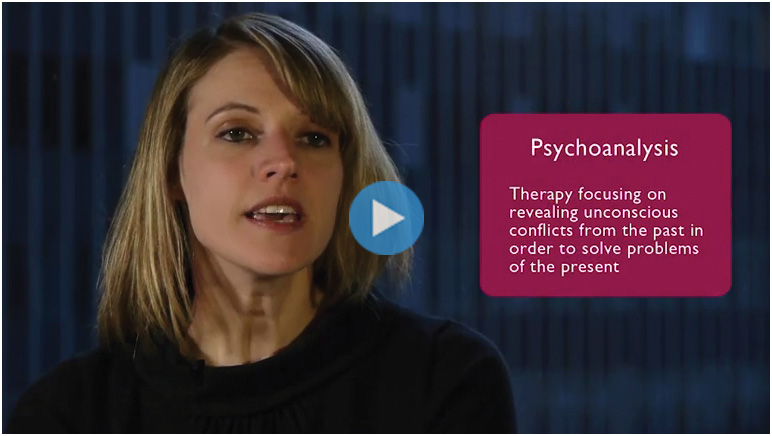 Psychoanalysis
Therapy focusing on
revealing unconscious
conflicts from the past in
order to solve problems
of the present